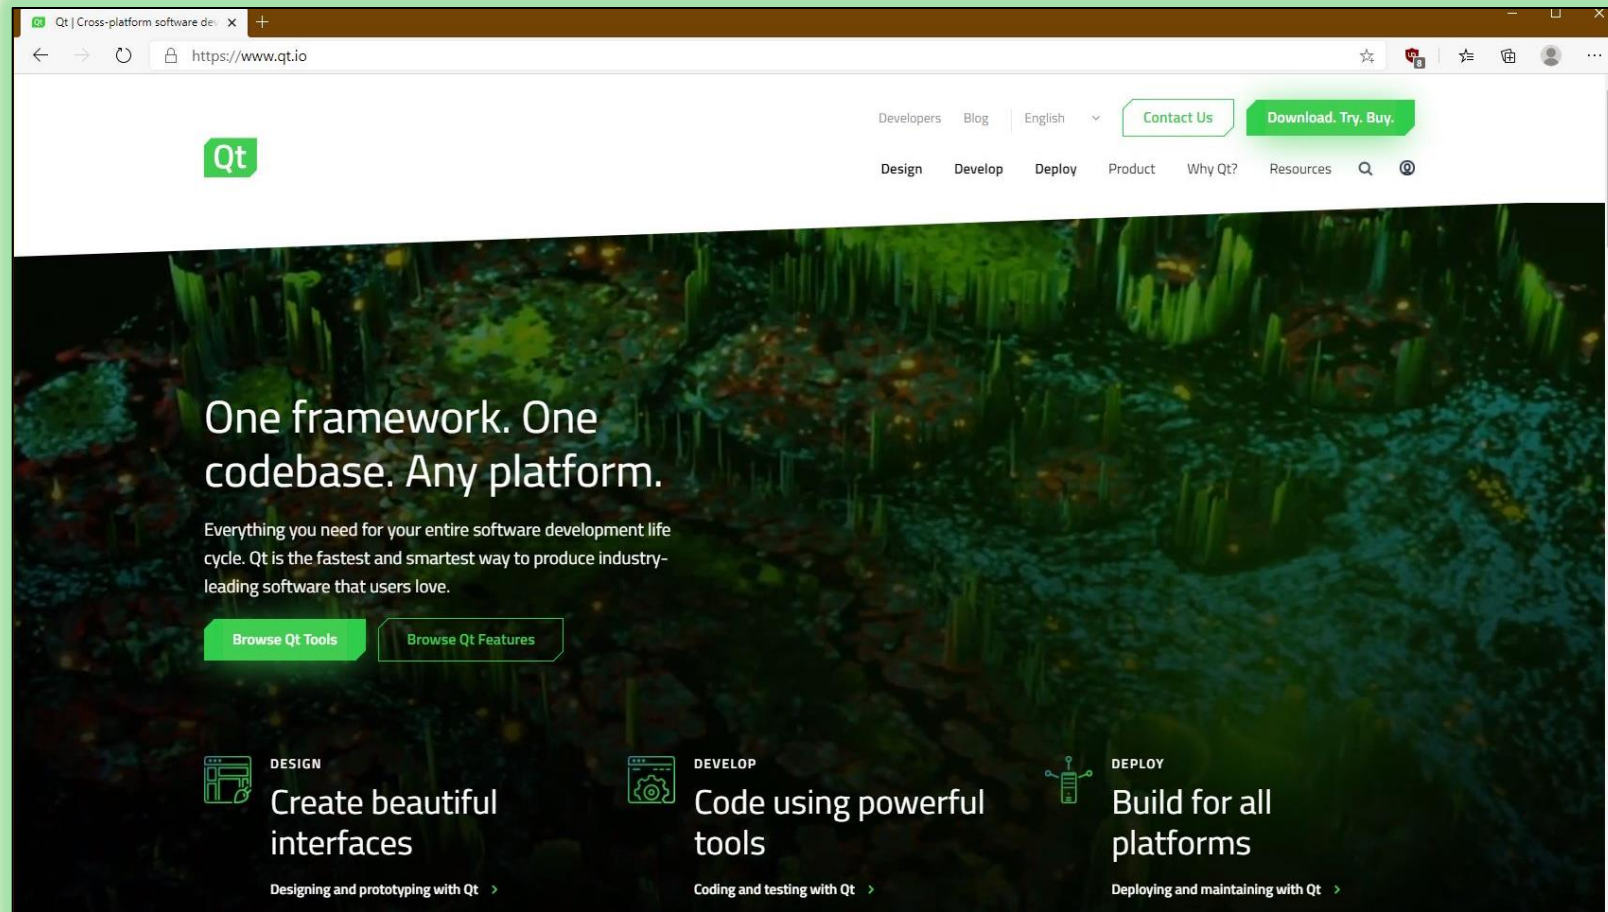 Qt
Qt | Cross-platform software dev
https://www.qt.io
8
Developers
Blog
English
Contact Us
Download. Try. Buy.
Qt
Design
Develop
Deploy
Product
Why Qt?
Resources
One framework. One
codebase. Any platform.
Everything you need for your entire software development life
cycle. Qt is the fastest and smartest way to produce industry-
leading software that users love.
Browse Qt Tools
Browse Qt Features
DESIGN
Create beautiful
interfaces
Designing and prototyping with Qt
DEVELOP
Code using powerful
tools
Coding and testing with Qt
DEPLOY
Build for all
platforms
Deploying and maintaining with Qt